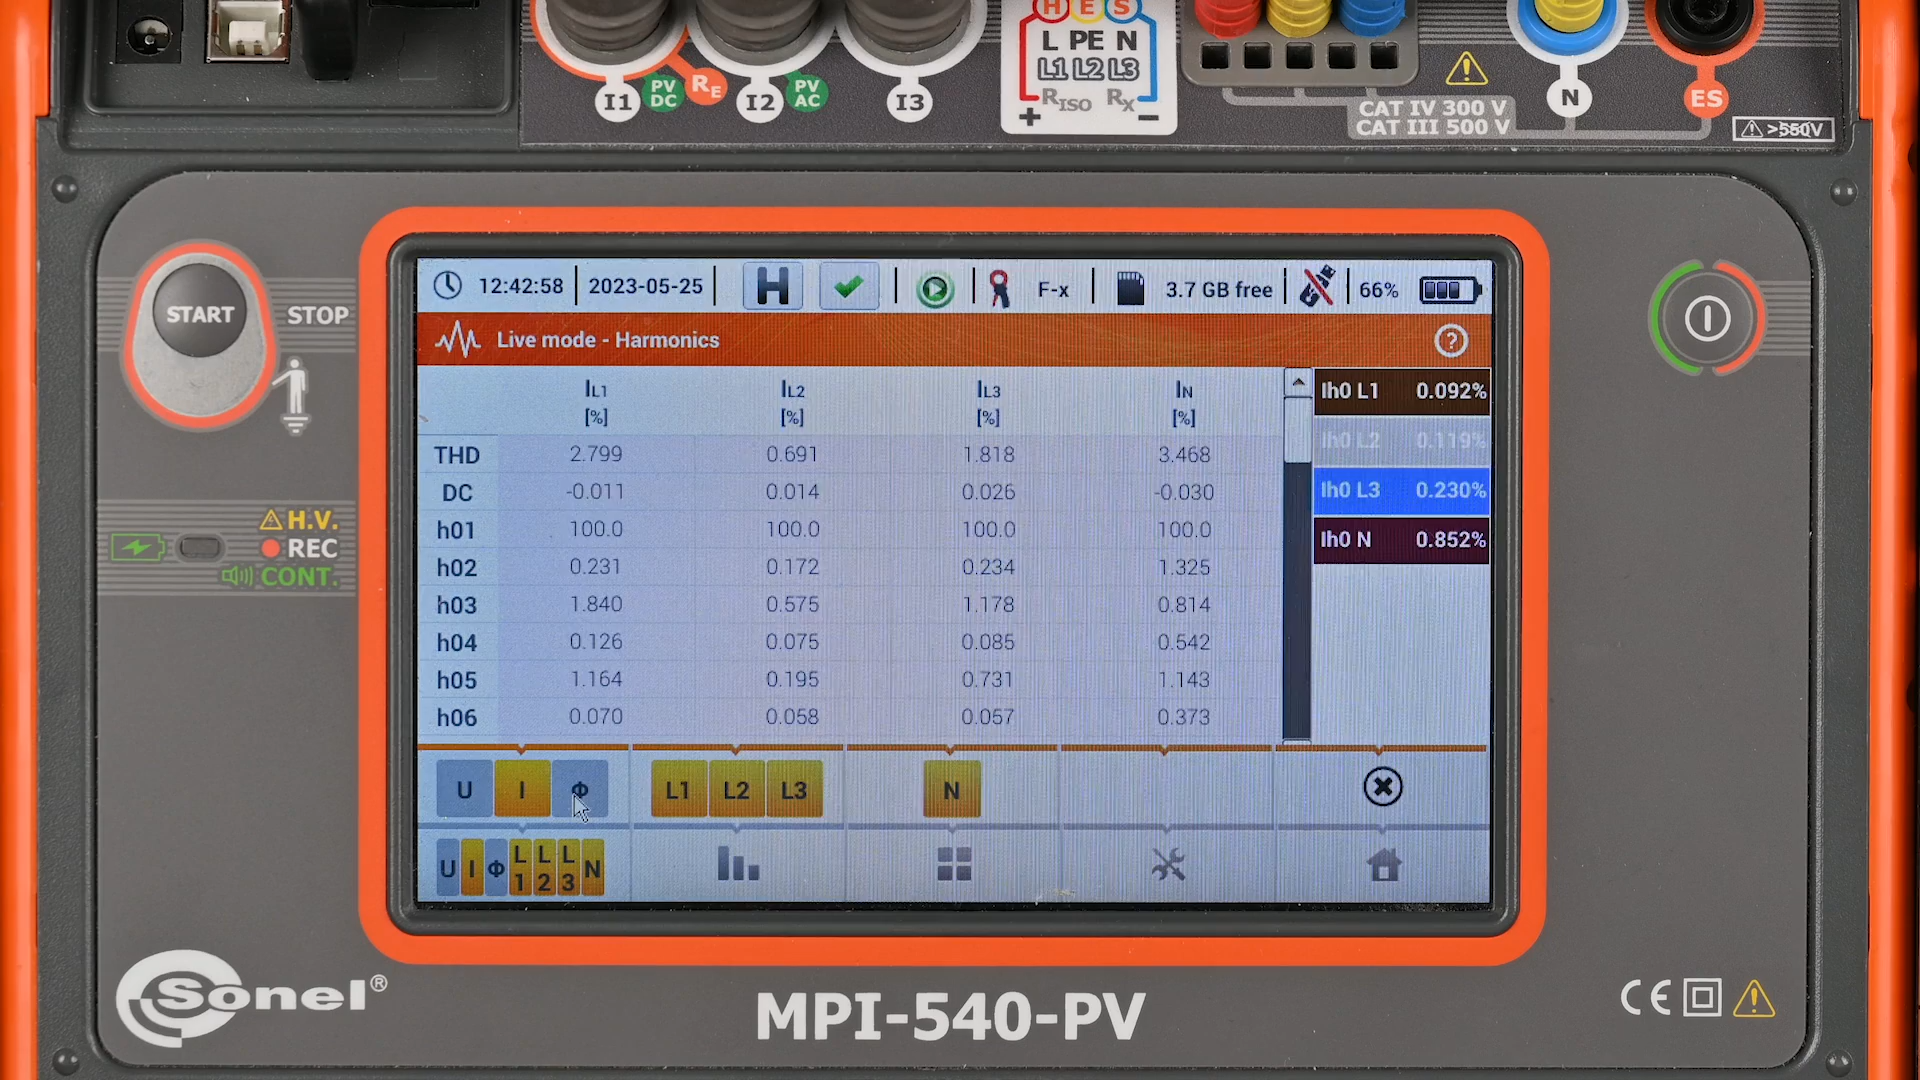 H E S
L PE N
L1 L2 L3
RISO RX
+ −
I1 PV DC RE I2 PV AC I3
CAT IV 300 V
CAT III 500 V
N
ES
>550V
START STOP
12:42:58 2023-05-25 H F-x 3.7 GB free 66%
Live mode - Harmonics ?
IL1 IL2 IL3 IN
[%] [%] [%] [%]
THD 2.799 0.691 1.818 3.468
DC -0.011 0.014 0.026 -0.030
h01 100.0 100.0 100.0 100.0
h02 0.231 0.172 0.234 1.325
h03 1.840 0.575 1.178 0.814
h04 0.126 0.075 0.085 0.542
h05 1.164 0.195 0.731 1.143
h06 0.070 0.058 0.057 0.373
Ih0 L1 0.092%
Ih0 L2 0.119%
Ih0 L3 0.230%
Ih0 N 0.852%
U I Φ L1 L2 L3 N
U I Φ L1 L2 L3 N
H.V.
REC
CONT.
Sonel®
MPI-540-PV
CE